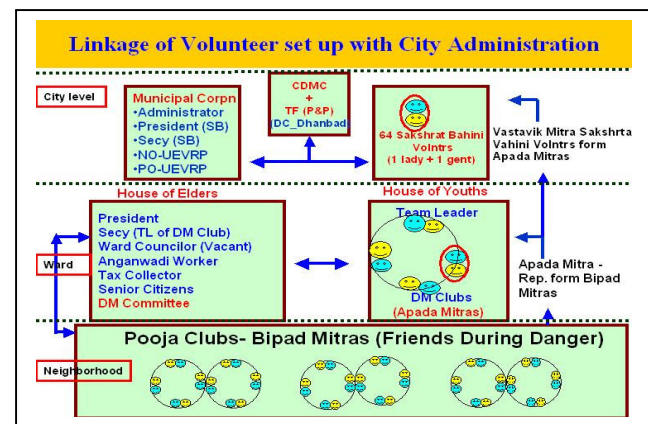 Linkage of Volunteer set up with City Administration
City level
Municipal Corpn
•Administrator
•President (SB)
•Secy (SB)
•NO-UEVRP
•PO-UEVRP
CDMC
+
TF (P&P)
(DC_Dhanbad)
64 Sakshrat Bahini
Volntrs
(1 lady + 1 gent)
Vastavik Mitra Sakshrta
Vahini Volntrs form
Apada Mitras
House of Elders
House of Youths
Ward
President
Secy (TL of DM Club)
Ward Councilor (Vacant)
Anganwadi Worker
Tax Collector
Senior Citizens
DM Committee
Team Leader
DM Clubs
(Apada Mitras)
Apada Mitra -
Rep. form Bipad
Mitras
Pooja Clubs- Bipad Mitras (Friends During Danger)
Neighborhood